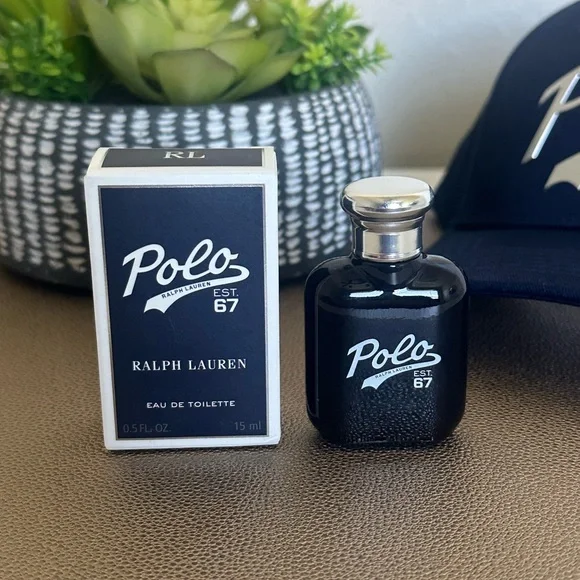 RL
Polo
RALPH LAUREN
EST.
67
RALPH LAUREN
EAU DE TOILETTE
0.5 FL. OZ. 15 ml
Polo
RALPH LAUREN
EST.
67
P